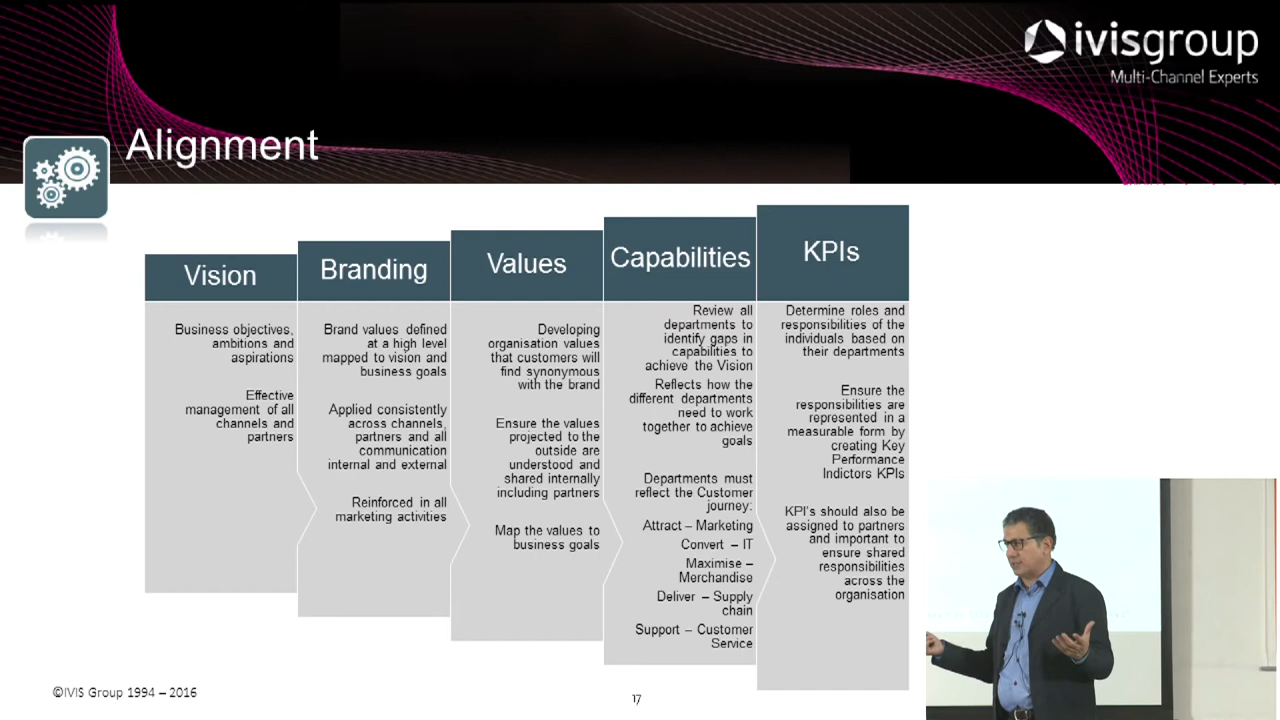 ivisgroup
Multi-Channel Experts
Alignment
Vision
Business objectives,
ambitions and
aspirations
Effective
management of all
channels and
partners
Branding
Brand values defined
at a high level
mapped to vision and
business goals
Applied consistently
across channels,
partners and all
communication
internal and external
Reinforced in all
marketing activities
Values
Developing
organisation values
that customers will
find synonymous
with the brand
Ensure the values
projected to the
outside are
understood and
shared internally
including partners
Map the values to
business goals
Capabilities
Review all
departments to
identify gaps in
capabilities to
achieve the Vision
Reflects how the
different departments
need to work
together to achieve
goals
Departments must
reflect the Customer
journey:
Attract – Marketing
Convert – IT
Maximise –
Merchandise
Deliver – Supply
chain
Support – Customer
Service
KPIs
Determine roles and
responsibilities of the
individuals based on
their departments
Ensure the
responsibilities are
represented in a
measurable form by
creating Key
Performance
Indictors KPIs
KPI's should also be
assigned to partners
and important to
ensure shared
responsibilities
across the
organisation
©IVIS Group 1994 – 2016
17